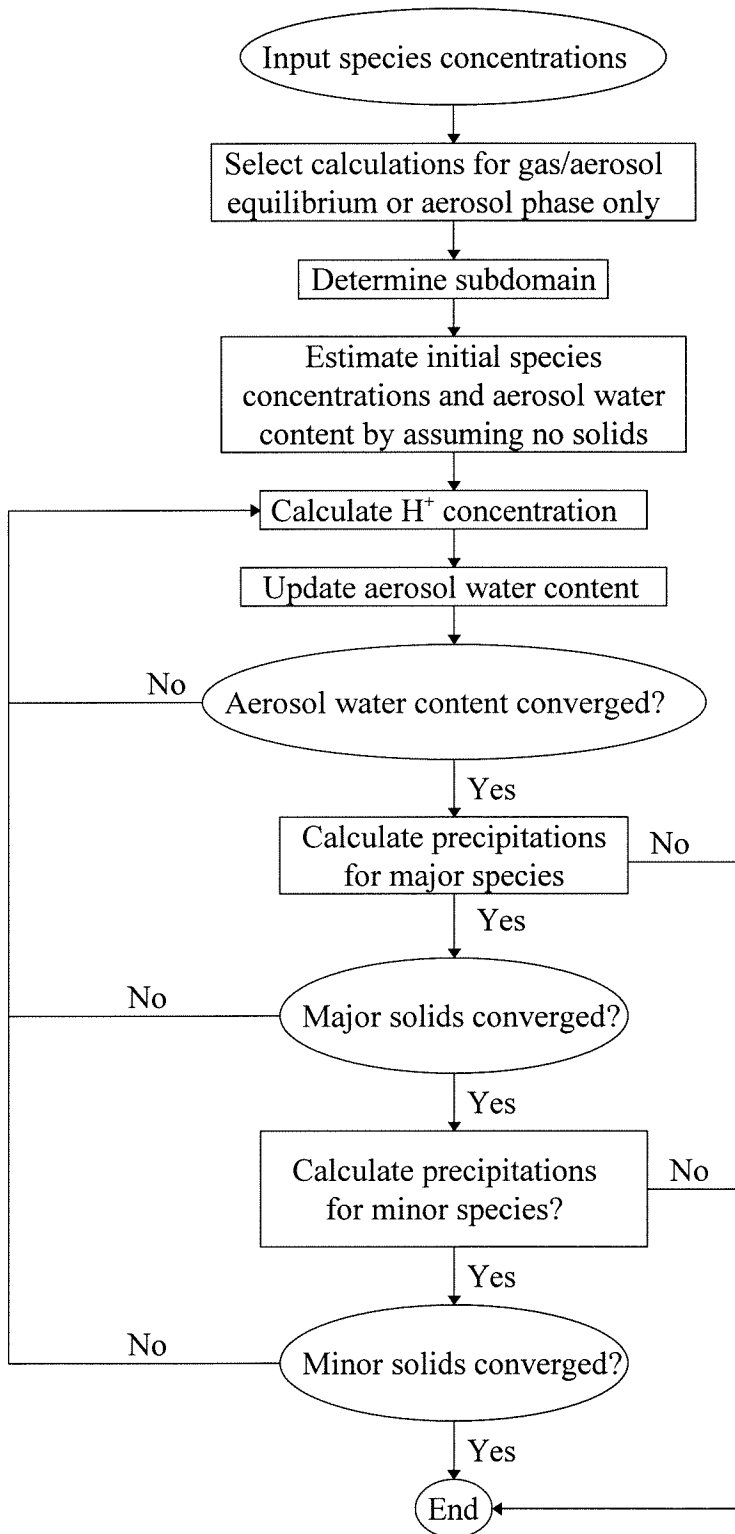 Input species concentrations
Select calculations for gas/aerosol
equilibrium or aerosol phase only
Determine subdomain
Estimate initial species
concentrations and aerosol water
content by assuming no solids
Calculate H⁺ concentration
Update aerosol water content
No
Aerosol water content converged?
Yes
Calculate precipitations
for major species
No
Yes
No
Major solids converged?
Yes
Calculate precipitations
for minor species?
No
Yes
No
Minor solids converged?
Yes
End